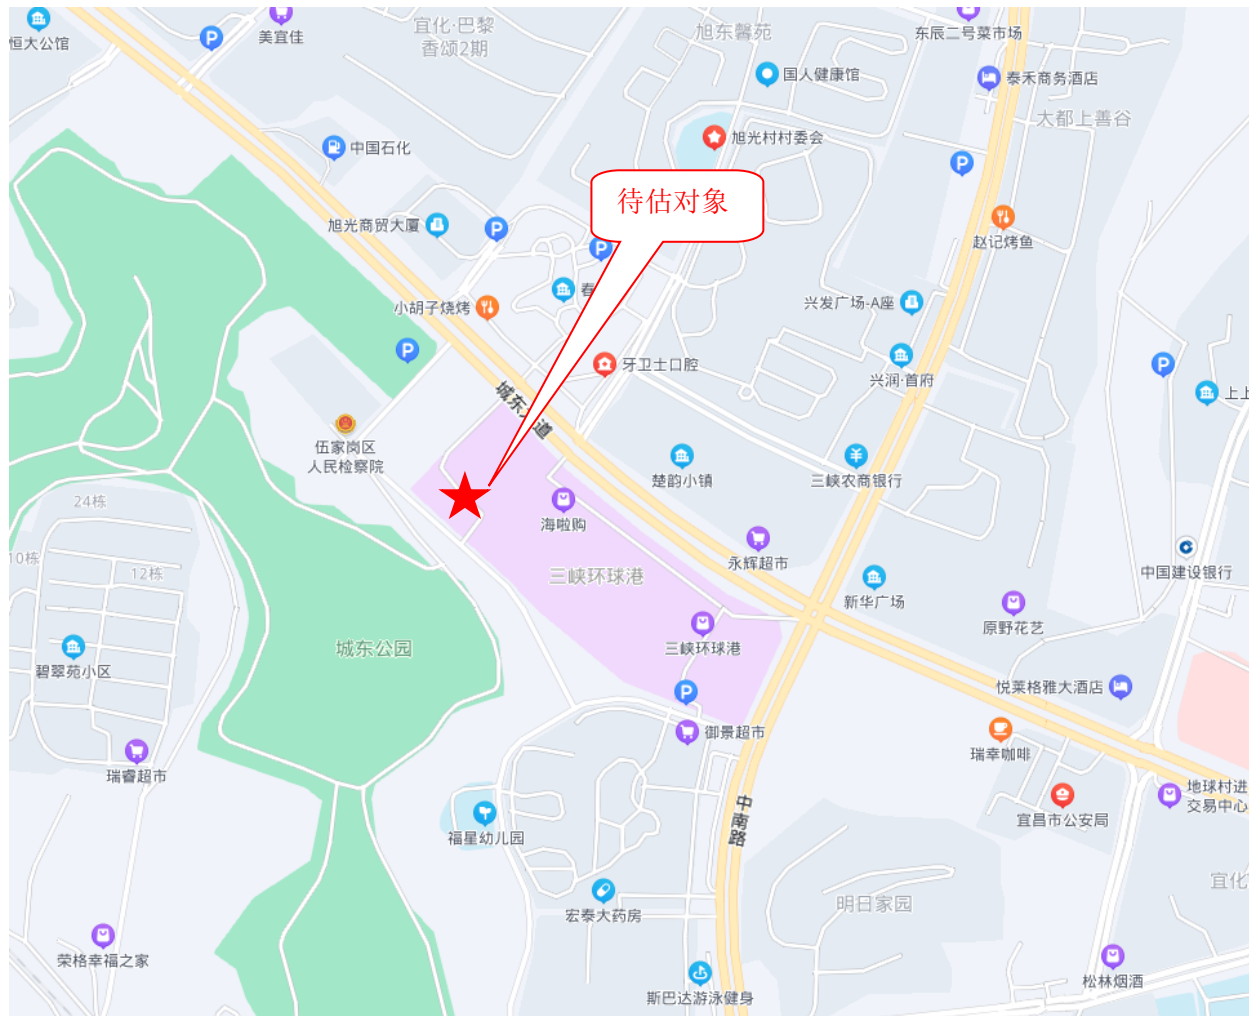 恒大公馆
美宜佳
宜化·巴黎
香颂2期
旭东馨苑
东辰二号菜市场
国人健康馆
泰禾商务酒店
大都上善谷
中国石化
旭光村村委会
待估对象
旭光商贸大厦
赵记烤鱼
春
小胡子烧烤
兴发广场-A座
牙卫士口腔
兴润·首府
上上
城东大道
伍家岗区
人民检察院
楚韵小镇
三峡农商银行
24栋
海啦购
10栋
12栋
三峡环球港
永辉超市
中国建设银行
新华广场
原野花艺
城东公园
三峡环球港
碧翠苑小区
悦莱格雅大酒店
御景超市
瑞幸咖啡
瑞睿超市
地球村进
交易中心
中南路
宜昌市公安局
福星幼儿园
宜化
明日家园
宏泰大药房
荣格幸福之家
松林烟酒
斯巴达游泳健身
P
P
P
P
P
P
P